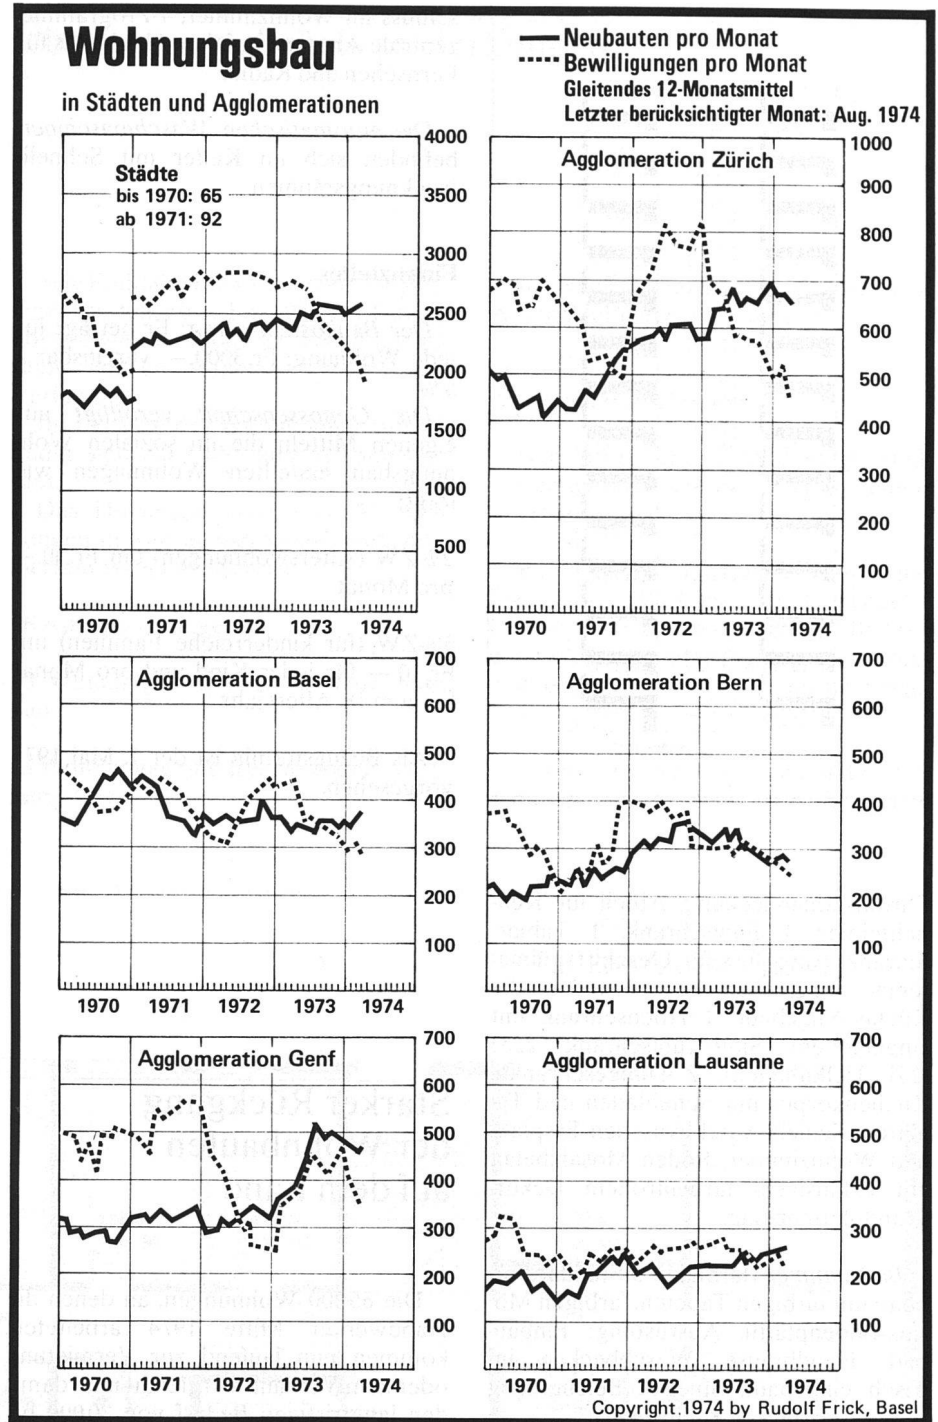 Wohnungsbau
in Städten und Agglomerationen
Neubauten pro Monat
Bewilligungen pro Monat
Gleitendes 12-Monatsmittel
Letzter berücksichtigter Monat: Aug. 1974
Städte
bis 1970: 65
ab 1971: 92
4000
3500
3000
2500
2000
1500
1000
500
1970 1971 1972 1973 1974
Agglomeration Zürich
1000
900
800
700
600
500
400
300
200
100
1970 1971 1972 1973 1974
Agglomeration Basel
700
600
500
400
300
200
100
1970 1971 1972 1973 1974
Agglomeration Bern
700
600
500
400
300
200
100
1970 1971 1972 1973 1974
Agglomeration Genf
700
600
500
400
300
200
100
1970 1971 1972 1973 1974
Agglomeration Lausanne
700
600
500
400
300
200
100
1970 1971 1972 1973 1974
Copyright.1974 by Rudolf Frick, Basel